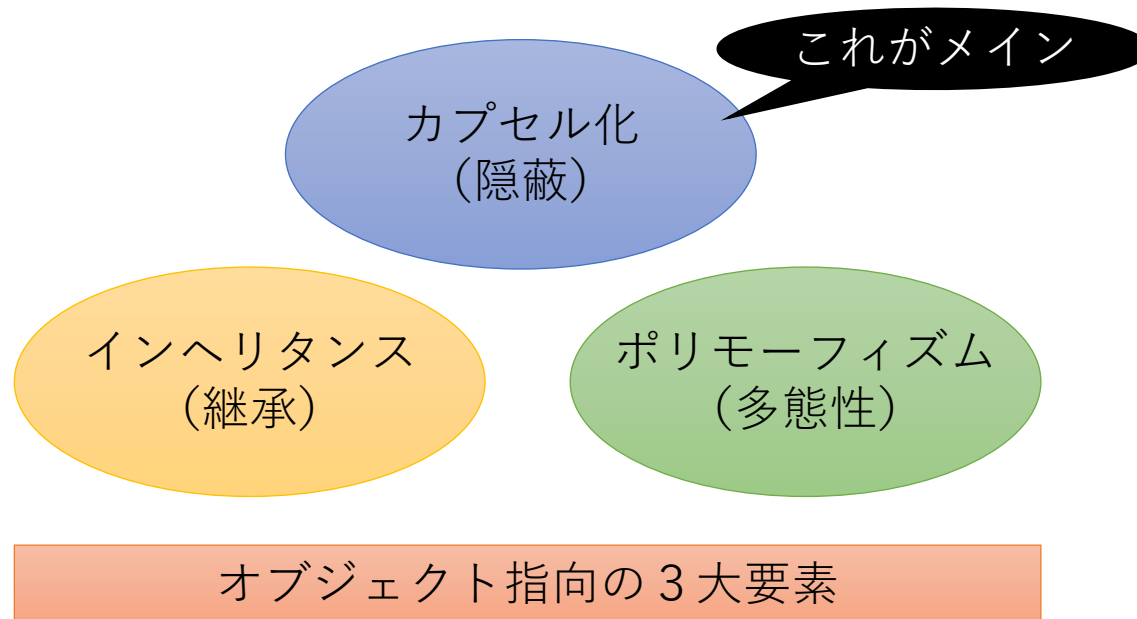 これがメイン
カプセル化
(隠蔽)
インヘリタンス
(継承)
ポリモーフィズム
(多態性)
オブジェクト指向の３大要素